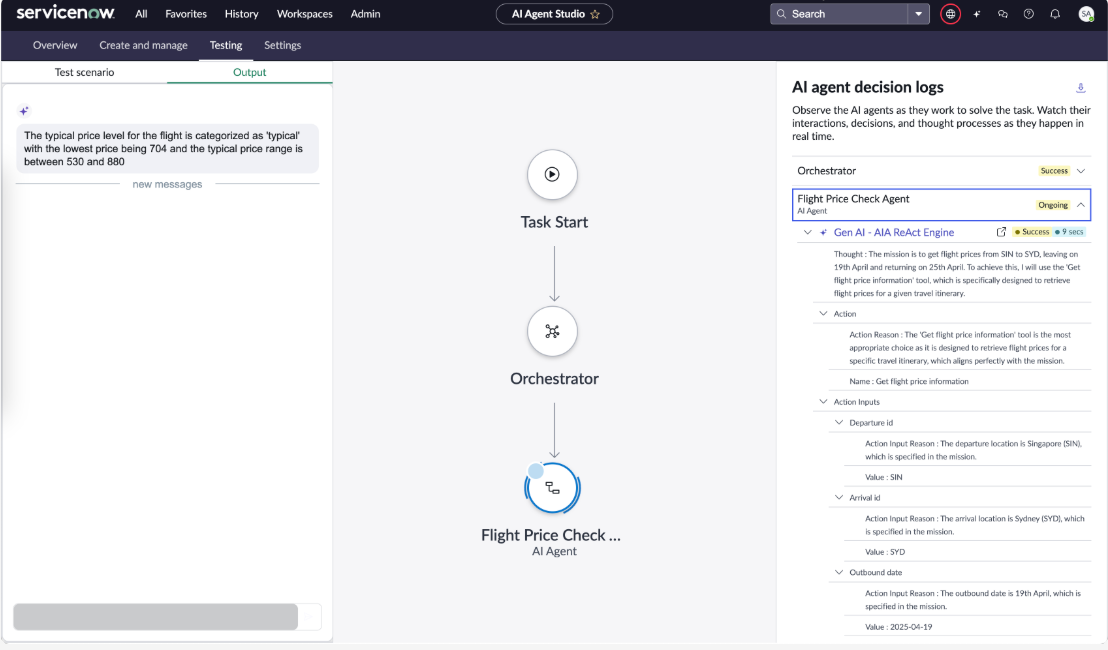 servicenow
All Favorites History Workspaces Admin
AI Agent Studio
Search
SA
Overview Create and manage Testing Settings
Test scenario Output
The typical price level for the flight is categorized as 'typical'
with the lowest price being 704 and the typical price range is
between 530 and 880
new messages
Task Start
Orchestrator
Flight Price Check ...
AI Agent
AI agent decision logs
Observe the AI agents as they work to solve the task. Watch their
interactions, decisions, and thought processes as they happen in
real time.
Orchestrator Success
Flight Price Check Agent
AI Agent
Ongoing
Gen AI - AIA ReAct Engine Success 9 secs
Thought : The mission is to get flight prices from SIN to SYD, leaving on
19th April and returning on 25th April. To achieve this, I will use the 'Get
flight price information' tool, which is specifically designed to retrieve
flight prices for a given travel itinerary.
Action
Action Reason : The 'Get flight price information' tool is the most
appropriate choice as it is designed to retrieve flight prices for a
specific travel itinerary, which aligns perfectly with the mission.
Name : Get flight price information
Action Inputs
Departure id
Action Input Reason : The departure location is Singapore (SIN),
which is specified in the mission.
Value : SIN
Arrival id
Action Input Reason : The arrival location is Sydney (SYD), which
is specified in the mission.
Value : SYD
Outbound date
Action Input Reason : The outbound date is 19th April, which is
specified in the mission.
Value : 2025-04-19